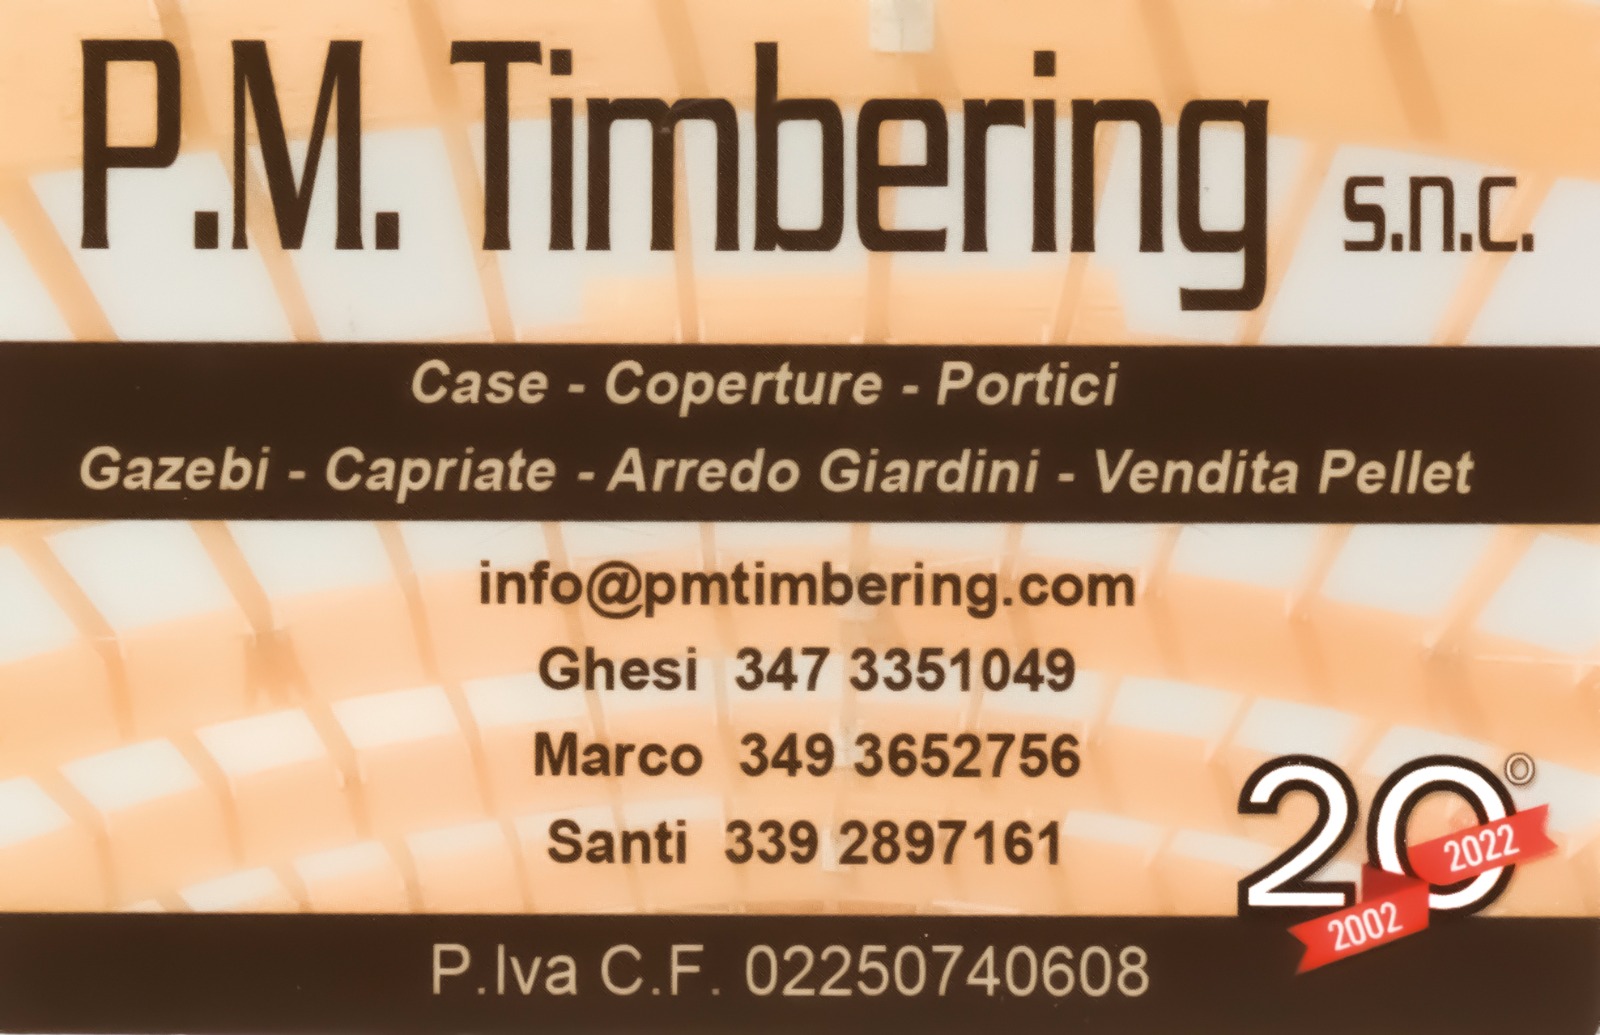 P.M. Timbering s.n.c.
Case - Coperture - Portici
Gazebi - Capriate - Arredo Giardini - Vendita Pellet
info@pmtimbering.com
Ghesi 347 3351049
Marco 349 3652756
Santi 339 2897161
20°
2022
2002
P.Iva C.F. 02250740608